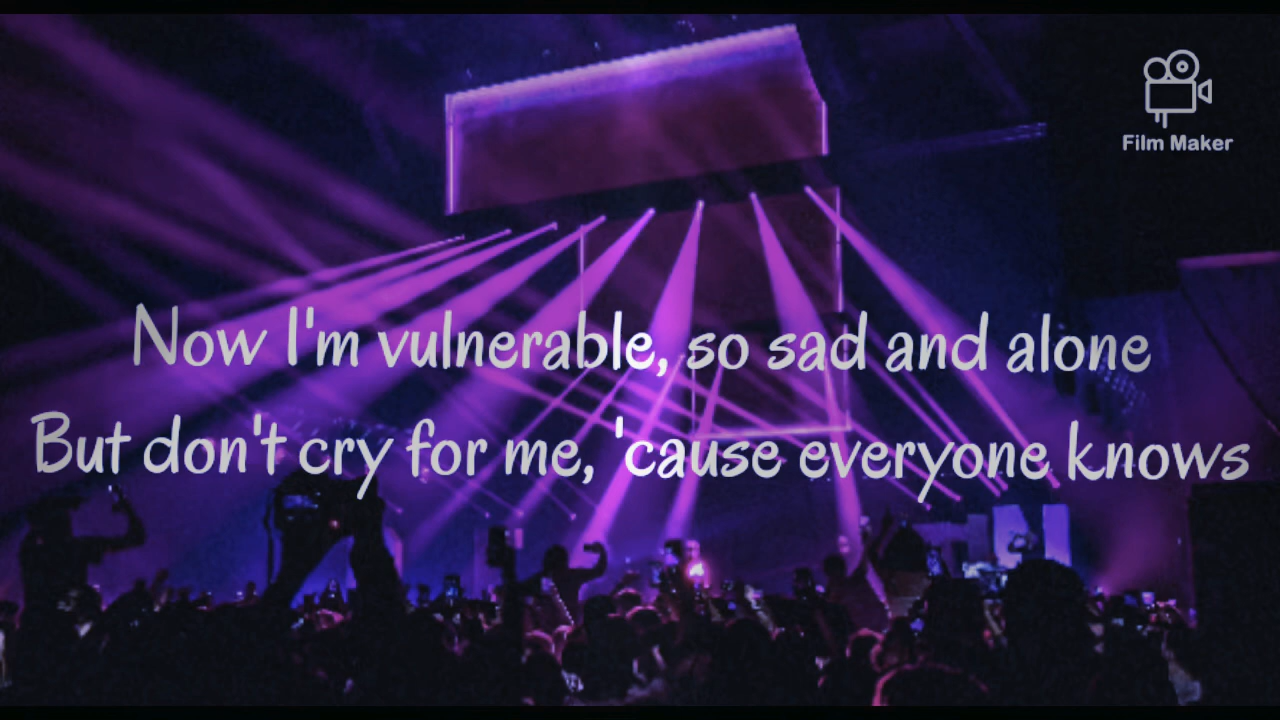 Film Maker
Now I'm vulnerable, so sad and alone
But don't cry for me, 'cause everyone knows